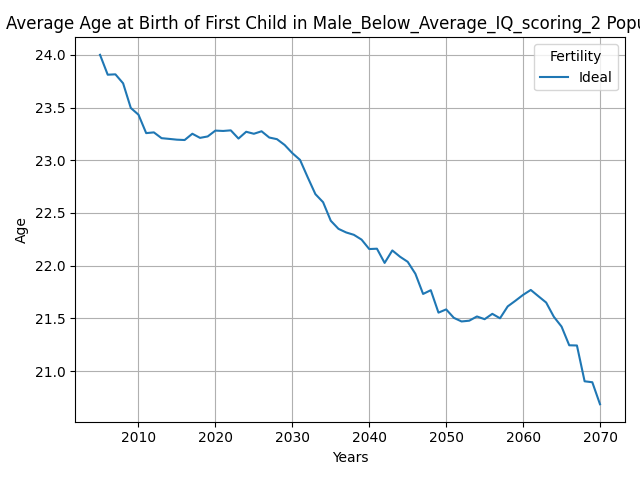 Average Age at Birth of First Child in Male_Below_Average_IQ_scoring_2 Popu
Fertility
Ideal
24.0
23.5
23.0
22.5
22.0
21.5
21.0
Age
2010 2020 2030 2040 2050 2060 2070
Years